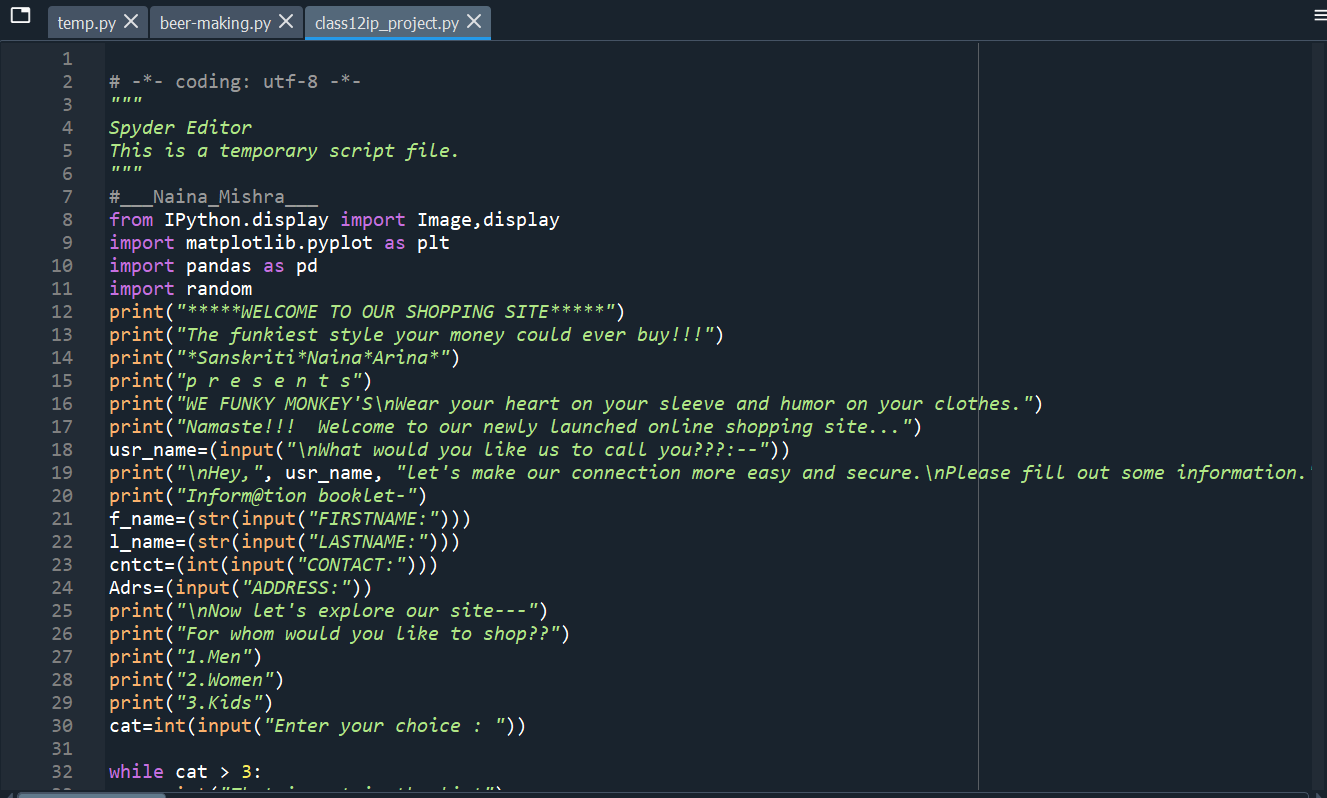 temp.py beer-making.py class12ip_project.py
1
2 # -*- coding: utf-8 -*-
3 """
4 Spyder Editor
5 This is a temporary script file.
6 """
7 #___Naina_Mishra___
8 from IPython.display import Image,display
9 import matplotlib.pyplot as plt
10 import pandas as pd
11 import random
12 print("*****WELCOME TO OUR SHOPPING SITE*****")
13 print("The funkiest style your money could ever buy!!!")
14 print("*Sanskriti*Naina*Arina*")
15 print("p r e s e n t s")
16 print("WE FUNKY MONKEY'S\nWear your heart on your sleeve and humor on your clothes.")
17 print("Namaste!!!  Welcome to our newly launched online shopping site...")
18 usr_name=(input("\nWhat would you like us to call you???:--"))
19 print("\nHey,", usr_name, "let's make our connection more easy and secure.\nPlease fill out some information.
20 print("Inform@tion booklet-")
21 f_name=(str(input("FIRSTNAME:")))
22 l_name=(str(input("LASTNAME:")))
23 cntct=(int(input("CONTACT:")))
24 Adrs=(input("ADDRESS:"))
25 print("\nNow let's explore our site---")
26 print("For whom would you like to shop??")
27 print("1.Men")
28 print("2.Women")
29 print("3.Kids")
30 cat=int(input("Enter your choice : "))
31
32 while cat > 3: